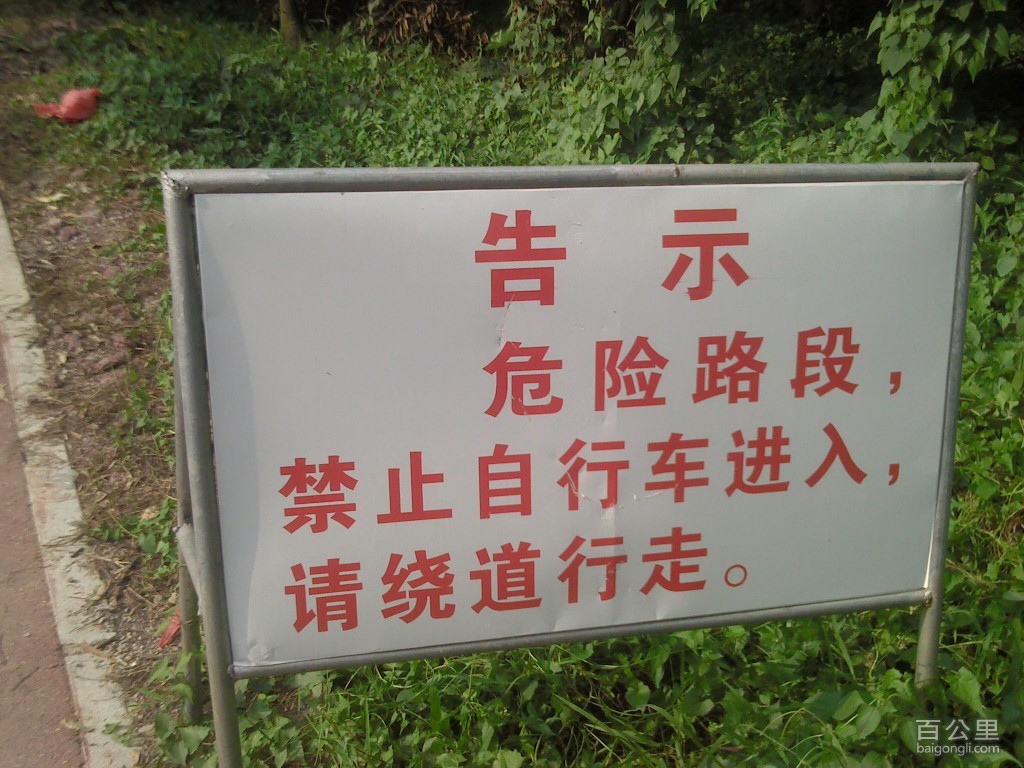 告 示
危险路段，
禁止自行车进入，
请绕道行走。
百公里
baigongli.com